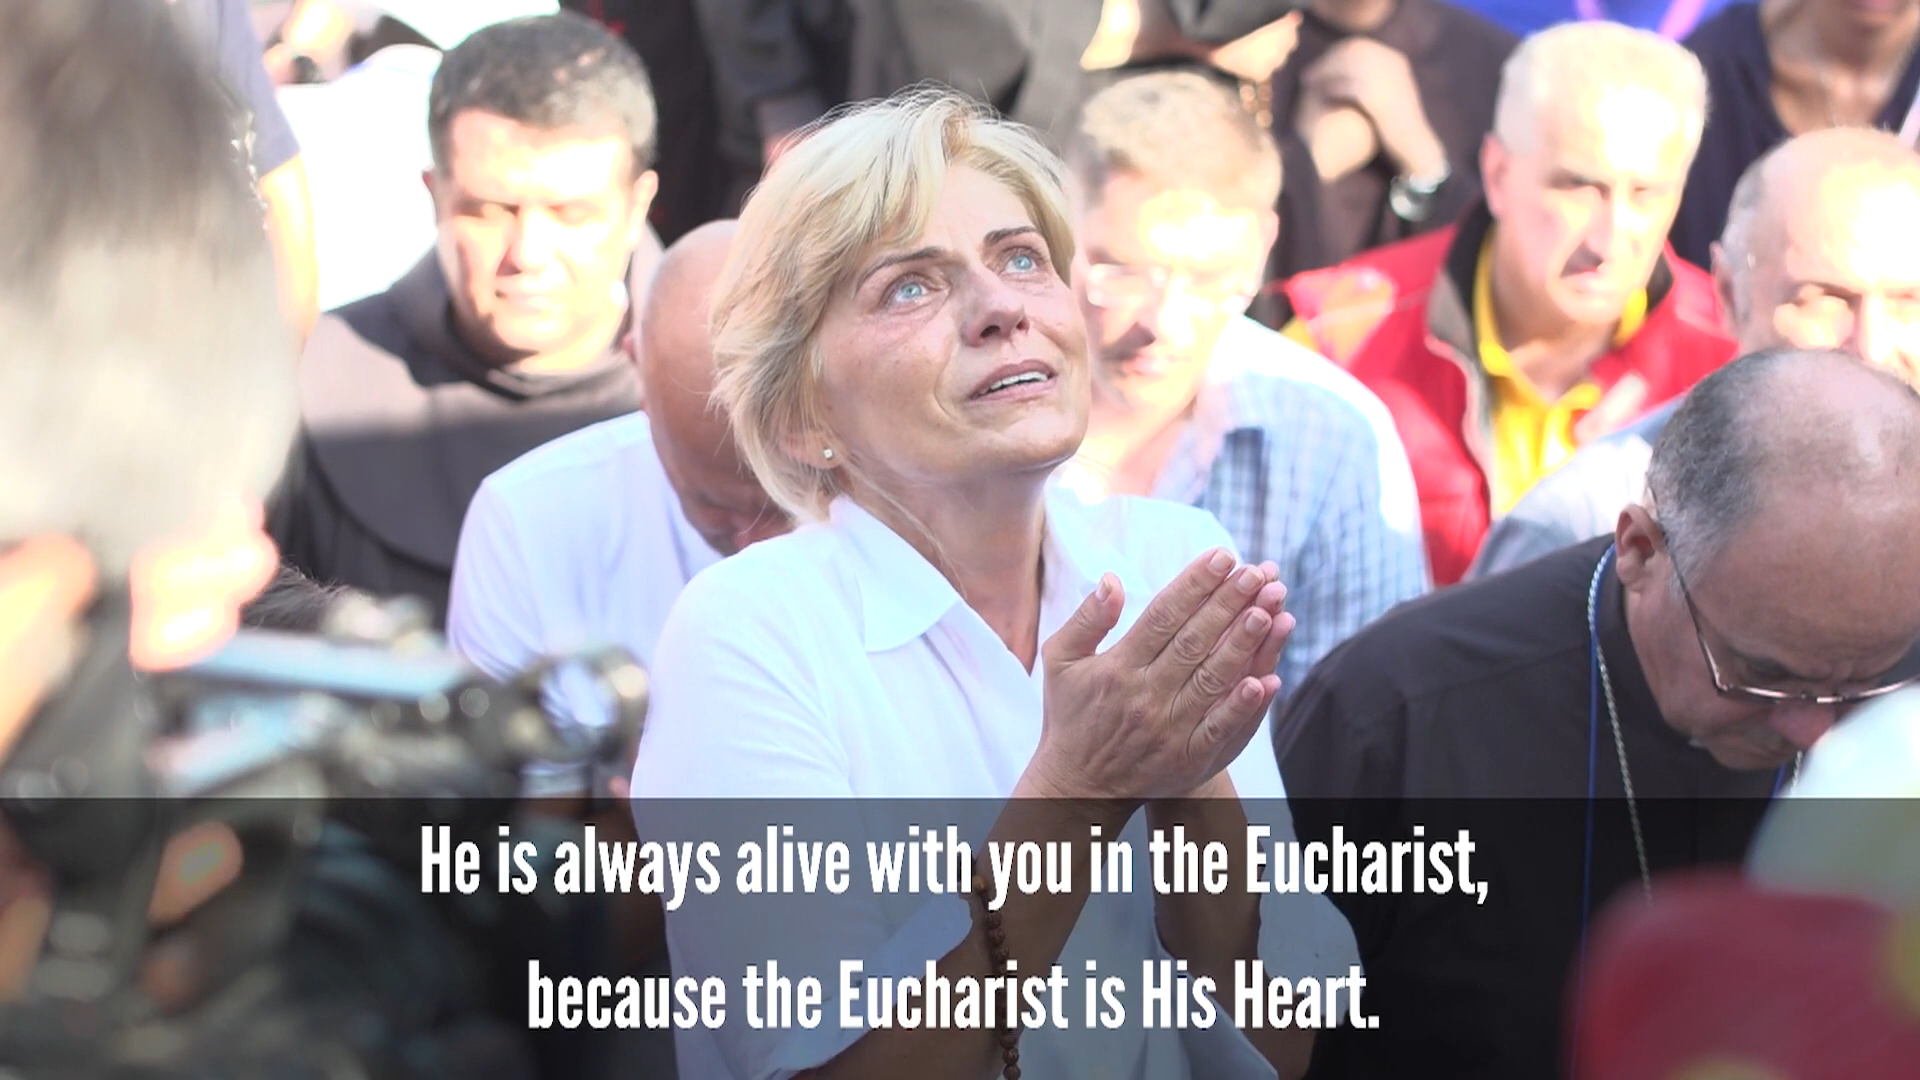 He is always alive with you in the Eucharist,
because the Eucharist is His Heart.